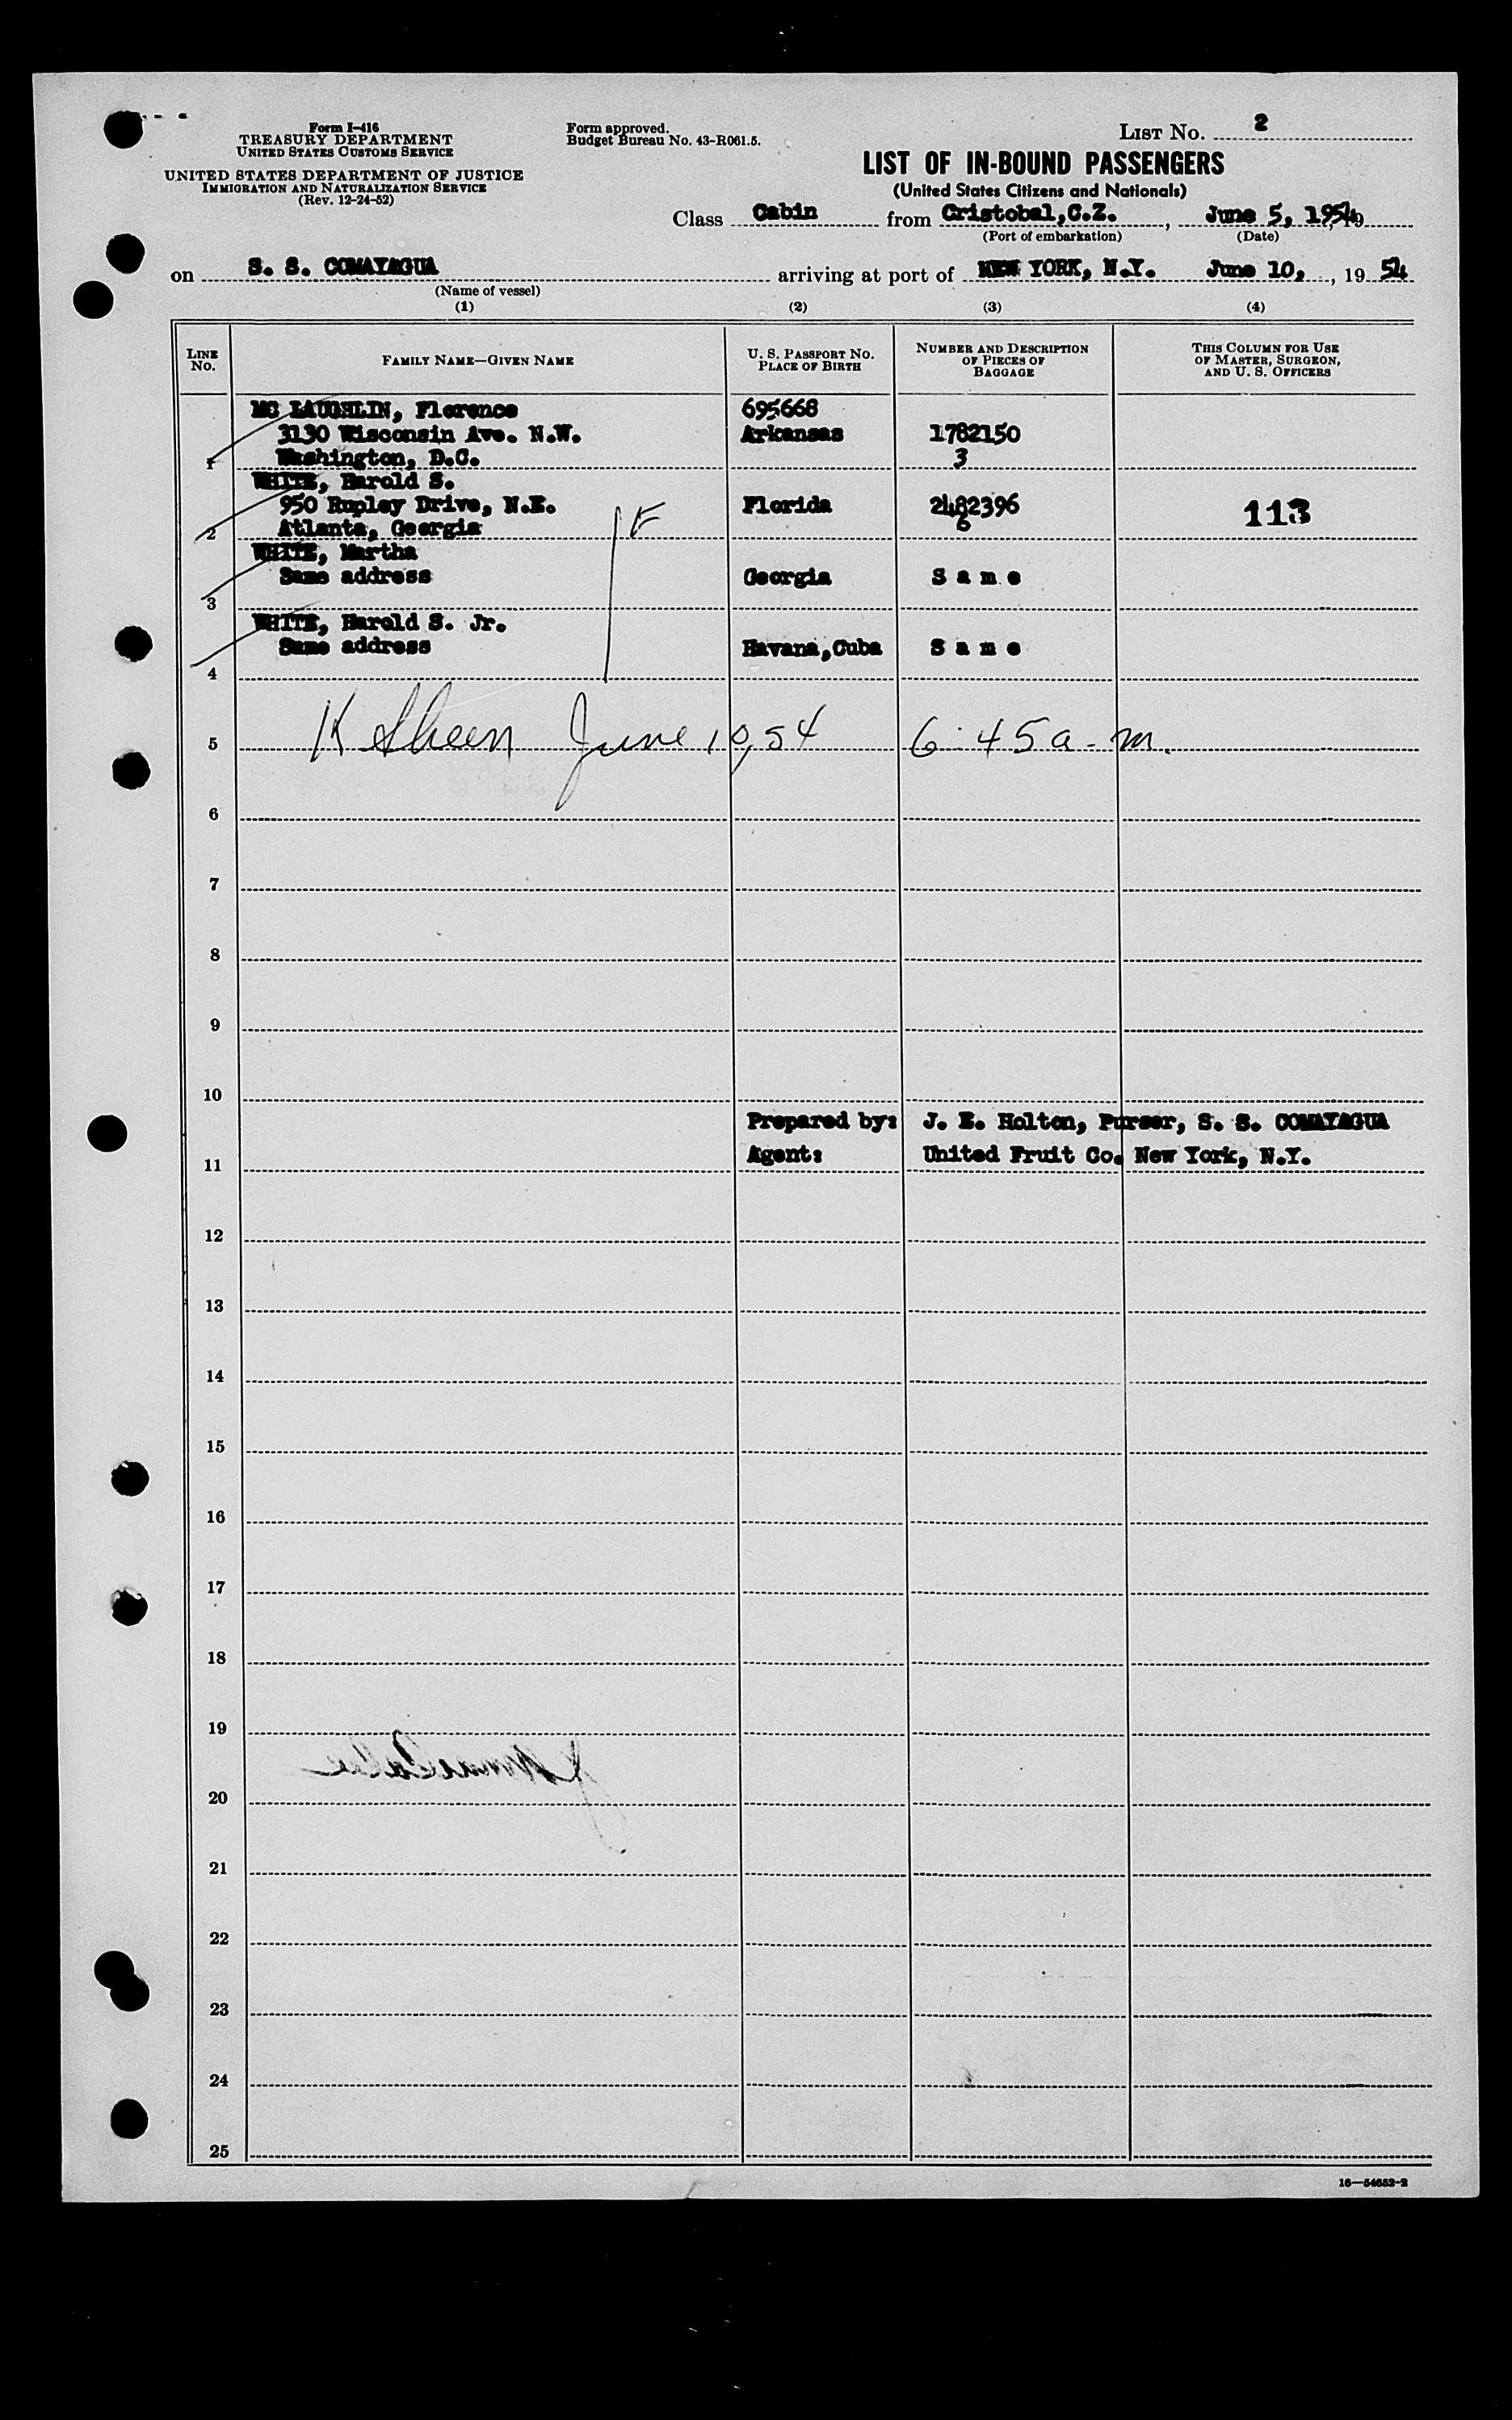 Form I-416
TREASURY DEPARTMENT
UNITED STATES CUSTOMS SERVICE
UNITED STATES DEPARTMENT OF JUSTICE
IMMIGRATION AND NATURALIZATION SERVICE
(Rev. 12-24-52)
Form approved.
Budget Bureau No. 43-R061.5.
LIST NO. 2
LIST OF IN-BOUND PASSENGERS
(United States Citizens and Nationals)
Class Cabin from Cristobal,C.Z., June 5, 1954, 19
(Port of embarkation) (Date)
on S. S. COMAYAGUA arriving at port of NEW YORK, N.Y. June 10, , 19 54
(Name of vessel)
(1) (2) (3) (4)
LINE NO.
FAMILY NAME—GIVEN NAME
U. S. PASSPORT NO.
PLACE OF BIRTH
NUMBER AND DESCRIPTION
OF PIECES OF
BAGGAGE
THIS COLUMN FOR USE
OF MASTER, SURGEON,
AND U. S. OFFICERS
MC LAUGHLIN, Florence 695668
3130 Wisconsin Ave. N.W. Arkansas 1782150
1 Washington, D.C. 3
WHITE, Harold S.
950 Rupley Drive, N.E. Florida 2482396 113
2 Atlanta, Georgia 6
WHITE, Martha
Same address Georgia S a m e
3
WHITE, Harold S. Jr.
Same address Havana,Cuba S a m e
4
5 K Sheen June 10, 54 6:45 a.m.
6
7
8
9
10
Prepared by: J. E. Holton, Purser, S. S. COMAYAGUA
11 Agent: United Fruit Co. New York, N.Y.
12
13
14
15
16
17
18
19
20
21
22
23
24
25
16—54652-2